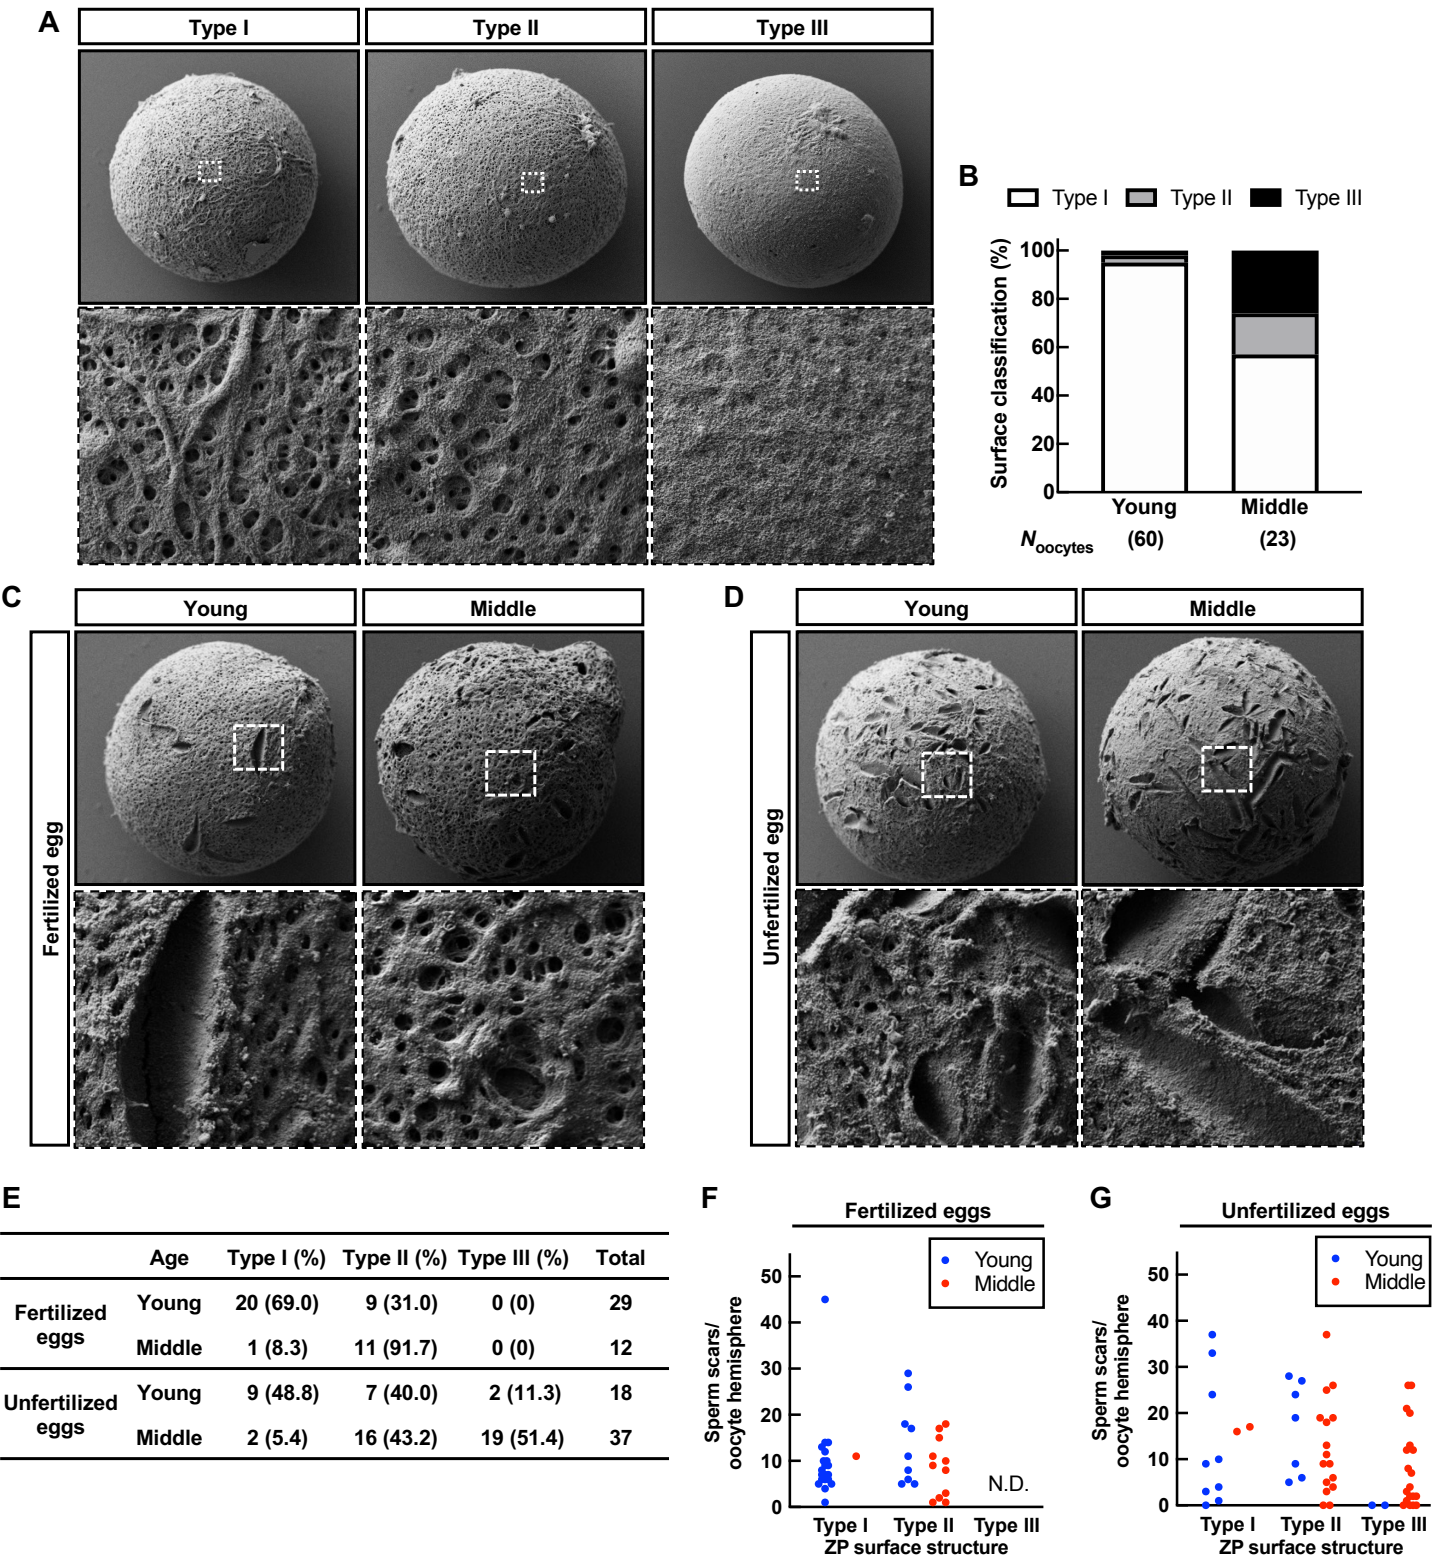 A
Type I
Type II
Type III
B
Type I
Type II
Type III
Surface classification (%)
100
80
60
40
20
0
Young
Middle
Noocytes
(60)
(23)
C
Young
Middle
Fertilized egg
D
Young
Middle
Unfertilized egg
E
Age Type I (%) Type II (%) Type III (%) Total
Fertilized eggs
Young 20 (69.0) 9 (31.0) 0 (0) 29
Middle 1 (8.3) 11 (91.7) 0 (0) 12
Unfertilized eggs
Young 9 (48.8) 7 (40.0) 2 (11.3) 18
Middle 2 (5.4) 16 (43.2) 19 (51.4) 37
F
Fertilized eggs
Young
Middle
Sperm scars/
oocyte hemisphere
50
40
30
20
10
0
N.D.
Type I Type II Type III
ZP surface structure
G
Unfertilized eggs
Young
Middle
Sperm scars/
oocyte hemisphere
50
40
30
20
10
0
Type I Type II Type III
ZP surface structure